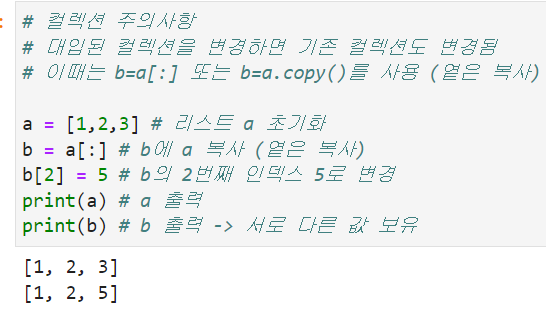 :
# 컬렉션 주의사항
# 대입된 컬렉션을 변경하면 기존 컬렉션도 변경됨
# 이때는 b=a[:] 또는 b=a.copy()를 사용 (옅은 복사)
a = [1,2,3] # 리스트 a 초기화
b = a[:] # b에 a 복사 (옅은 복사)
b[2] = 5 # b의 2번째 인덱스 5로 변경
print(a) # a 출력
print(b) # b 출력 -> 서로 다른 값 보유
[1, 2, 3]
[1, 2, 5]